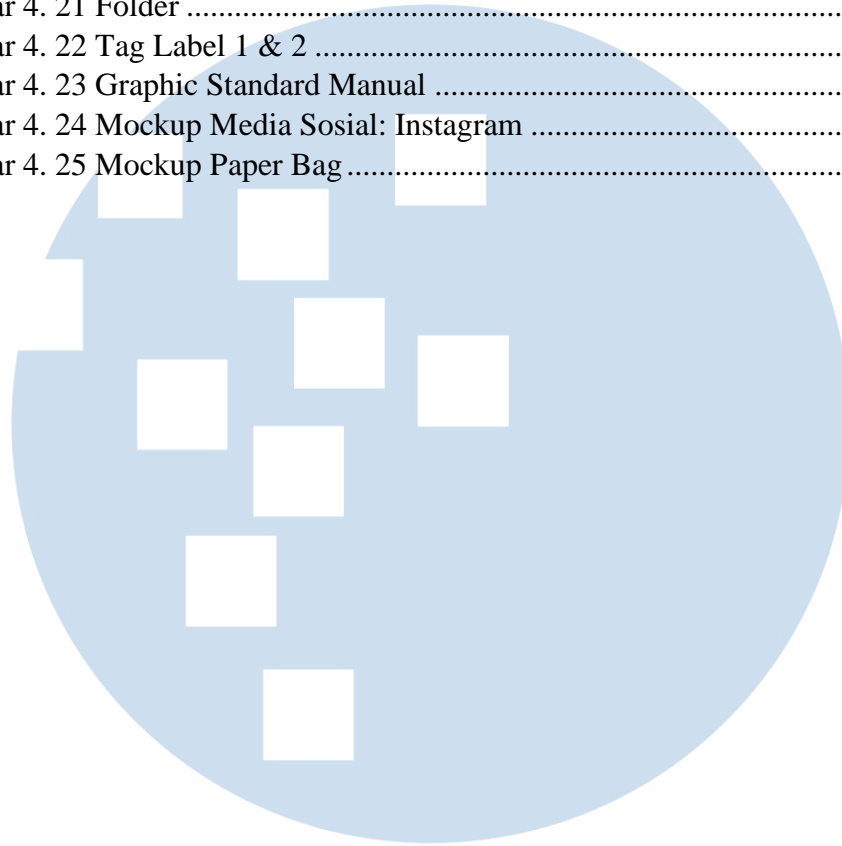 ar 4. 21 Folder ................................................................................
ar 4. 22 Tag Label 1 & 2 ................................................................................
ar 4. 23 Graphic Standard Manual ................................................................................
ar 4. 24 Mockup Media Sosial: Instagram ................................................................................
ar 4. 25 Mockup Paper Bag ................................................................................